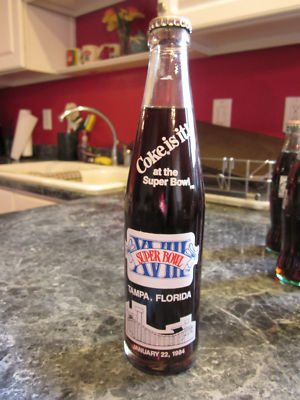 Coke is it!
at the
Super Bowl
XVIII
SUPER BOWL
TAMPA, FLORIDA
JANUARY 22, 1984